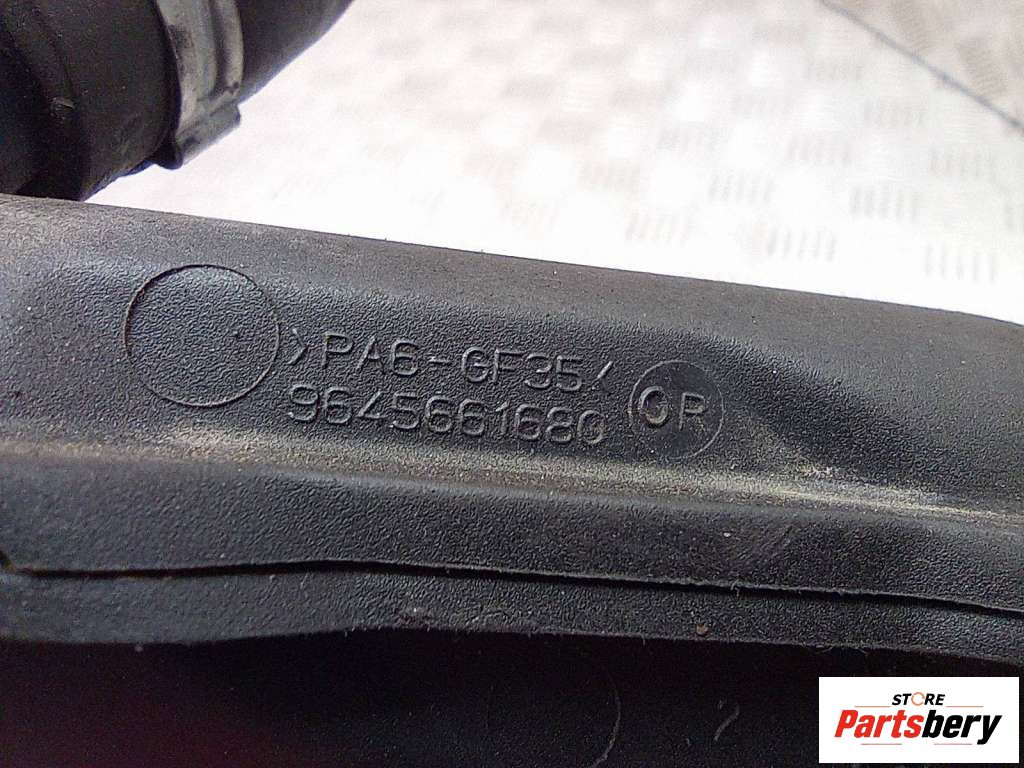 >PA6-GF35<
9645661680
OR
STORE
Partsbery